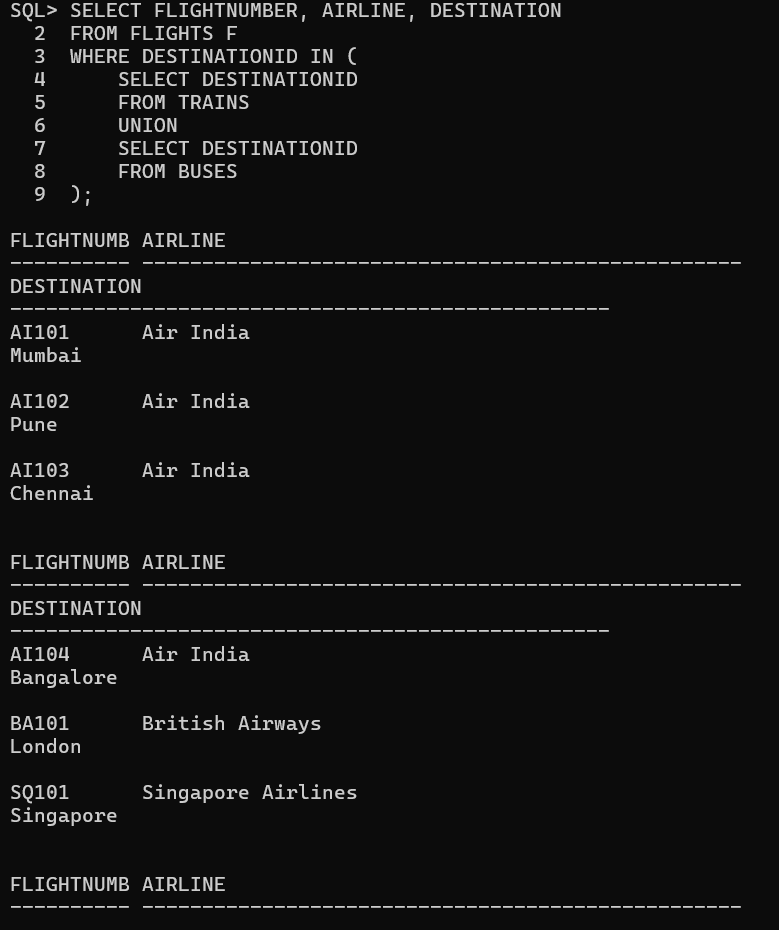 SQL> SELECT FLIGHTNUMBER, AIRLINE, DESTINATION
  2  FROM FLIGHTS F
  3  WHERE DESTINATIONID IN (
  4      SELECT DESTINATIONID
  5      FROM TRAINS
  6      UNION
  7      SELECT DESTINATIONID
  8      FROM BUSES
  9  );

FLIGHTNUMB AIRLINE
---------- --------------------------------------------------
DESTINATION
--------------------------------------------------
AI101      Air India
Mumbai

AI102      Air India
Pune

AI103      Air India
Chennai


FLIGHTNUMB AIRLINE
---------- --------------------------------------------------
DESTINATION
--------------------------------------------------
AI104      Air India
Bangalore

BA101      British Airways
London

SQ101      Singapore Airlines
Singapore


FLIGHTNUMB AIRLINE
---------- --------------------------------------------------